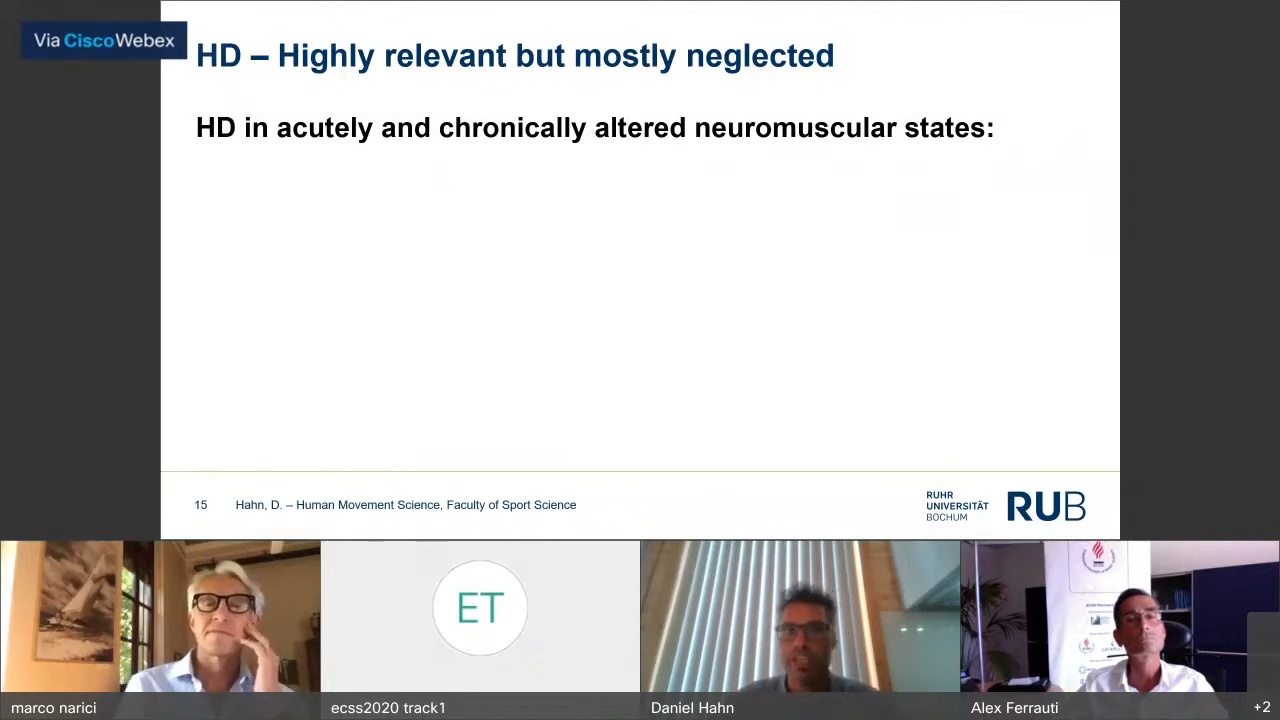 Via CiscoWebex
HD – Highly relevant but mostly neglected
HD in acutely and chronically altered neuromuscular states:
15
Hahn, D. – Human Movement Science, Faculty of Sport Science
RUHR
UNIVERSITÄT
BOCHUM
RUB
ET
marco narici
ecss2020 track1
Daniel Hahn
Alex Ferrauti
+2